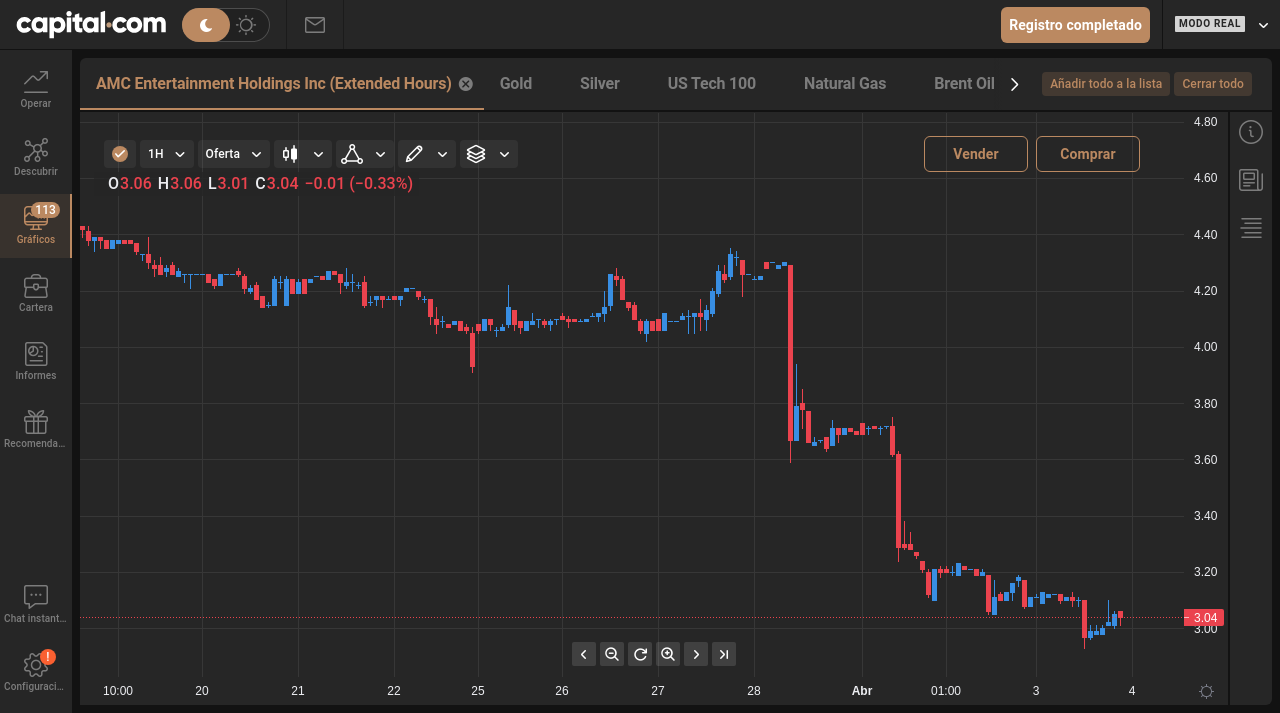 capital.com
Registro completado
MODO REAL
Operar
Descubrir
113
Gráficos
Cartera
Informes
Recomenda...
Chat instant...
!
Configuraci...
AMC Entertainment Holdings Inc (Extended Hours)
Gold
Silver
US Tech 100
Natural Gas
Brent Oil
Añadir todo a la lista
Cerrar todo
1H
Oferta
Vender
Comprar
O3.06 H3.06 L3.01 C3.04 −0.01 (−0.33%)
4.80
4.60
4.40
4.20
4.00
3.80
3.60
3.40
3.20
3.04
3.00
10:00 20 21 22 25 26 27 28 Abr 01:00 3 4